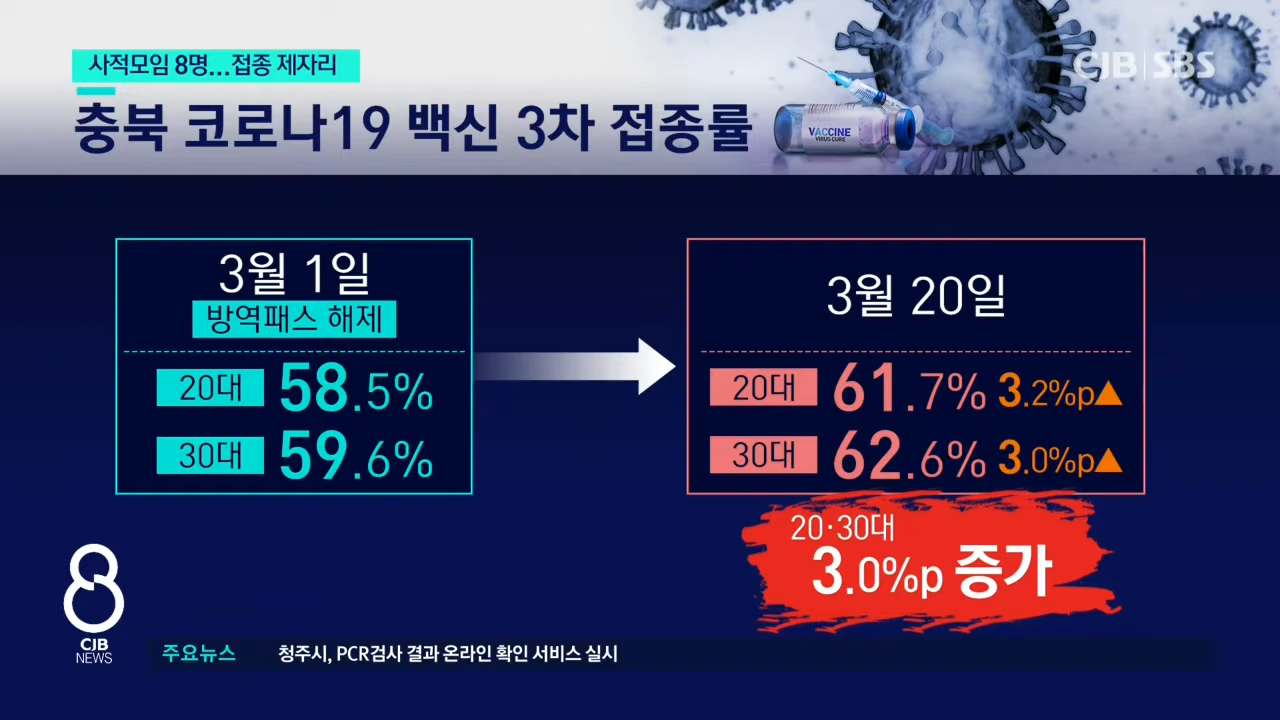 사적모임 8명...접종 제자리
CJB SBS
충북 코로나19 백신 3차 접종률
VACCINE
VIRUS CURE
3월 1일
방역패스 해제
20대 58.5%
30대 59.6%
3월 20일
20대 61.7% 3.2%p▲
30대 62.6% 3.0%p▲
20·30대
3.0%p 증가
8
CJB
NEWS
주요뉴스 청주시, PCR검사 결과 온라인 확인 서비스 실시